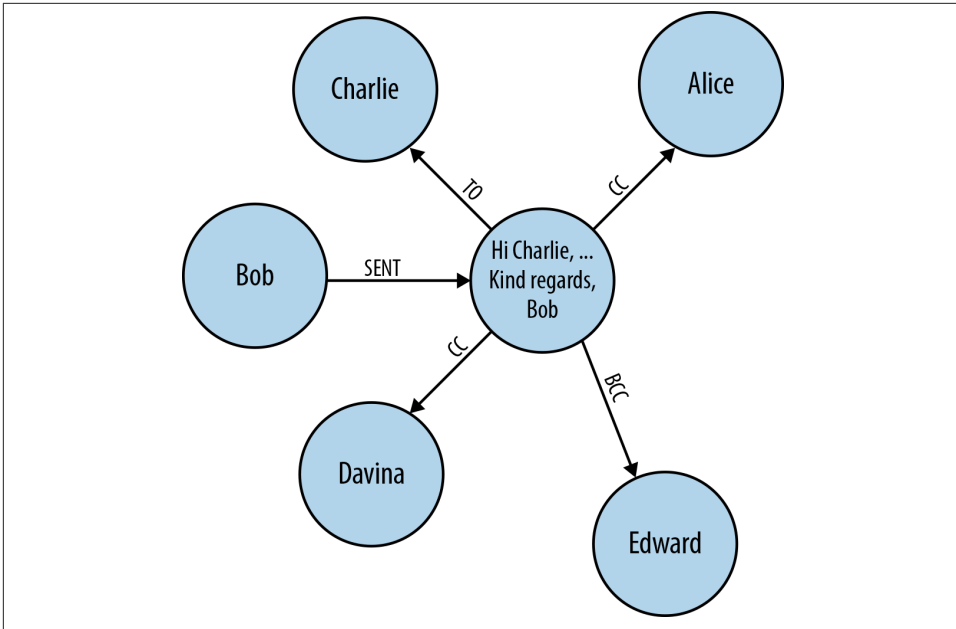 Charlie
Alice
TO
CC
Hi Charlie, ...
Kind regards,
Bob
Bob
SENT
CC
BCC
Davina
Edward